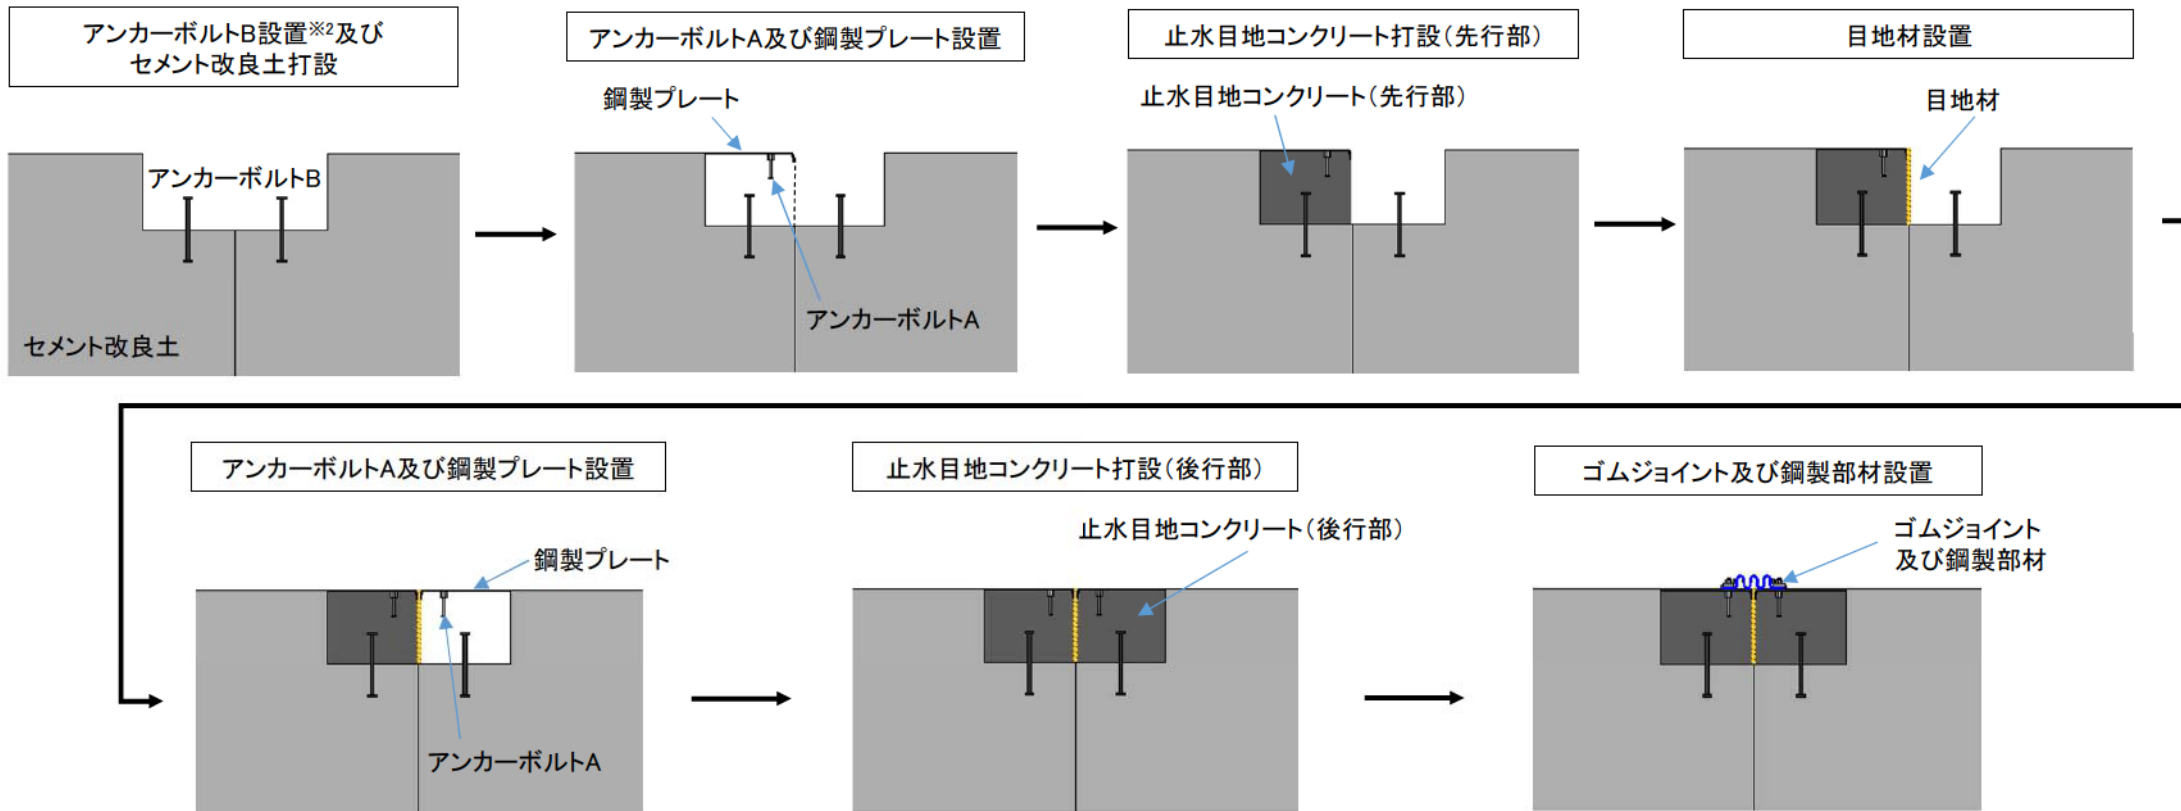 アンカーボルトB設置※2及び
セメント改良土打設
アンカーボルトA及び鋼製プレート設置
止水目地コンクリート打設(先行部)
目地材設置
鋼製プレート
止水目地コンクリート(先行部)
目地材
アンカーボルトB
アンカーボルトA
セメント改良土
アンカーボルトA及び鋼製プレート設置
止水目地コンクリート打設(後行部)
ゴムジョイント及び鋼製部材設置
鋼製プレート
止水目地コンクリート(後行部)
ゴムジョイント
及び鋼製部材
アンカーボルトA